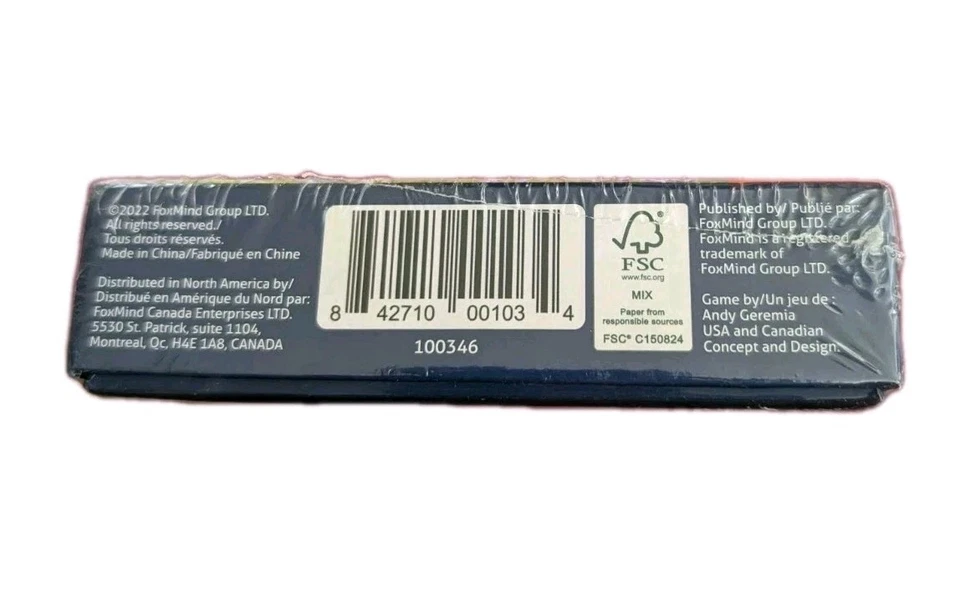 ©2022 FoxMind Group LTD.
All rights reserved./
Tous droits réservés.
Made in China/Fabriqué en Chine
Distributed in North America by/
Distribué en Amérique du Nord par:
FoxMind Canada Enterprises LTD.
5530 St. Patrick, suite 1104,
Montreal, Qc. H4E 1A8, CANADA
8 42710 00103 4
100346
FSC®
www.fsc.org
MIX
Paper from
responsible sources
FSC® C150824
Published by/ Publié par:
FoxMind Group LTD.
FoxMind is a registered
trademark of
FoxMind Group LTD.
Game by/Un jeu de :
Andy Geremia
USA and Canadian
Concept and Design.